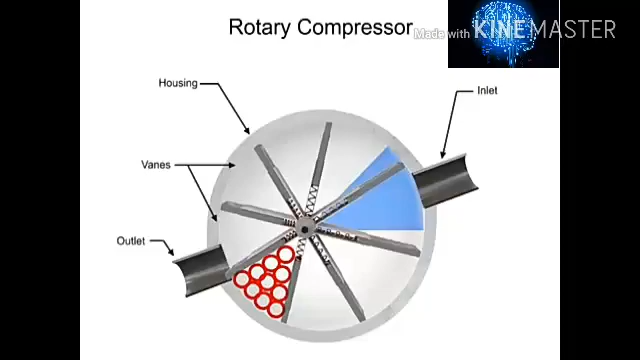 Rotary Compressor
Made with KINEMASTER
Housing
Inlet
Vanes
Outlet